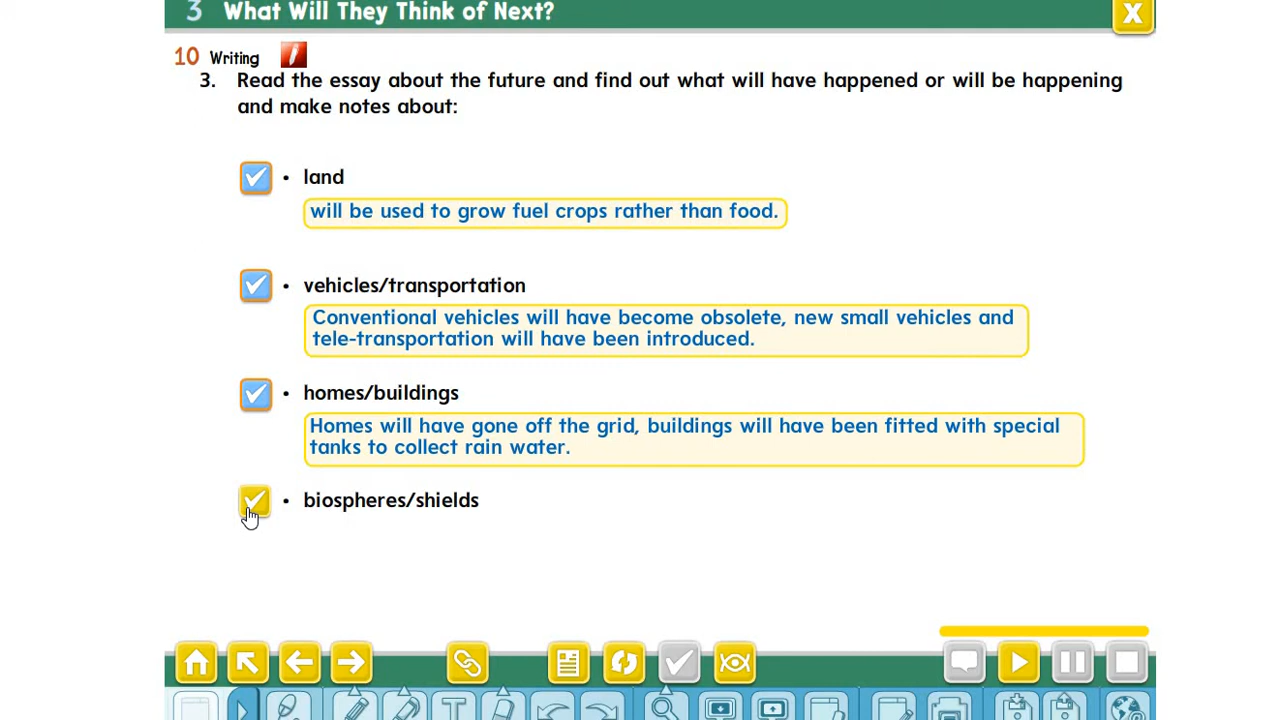 3 What Will They Think of Next?
X
10 Writing
3. Read the essay about the future and find out what will have happened or will be happening
and make notes about:
• land
will be used to grow fuel crops rather than food.
• vehicles/transportation
Conventional vehicles will have become obsolete, new small vehicles and
tele-transportation will have been introduced.
• homes/buildings
Homes will have gone off the grid, buildings will have been fitted with special
tanks to collect rain water.
• biospheres/shields
T